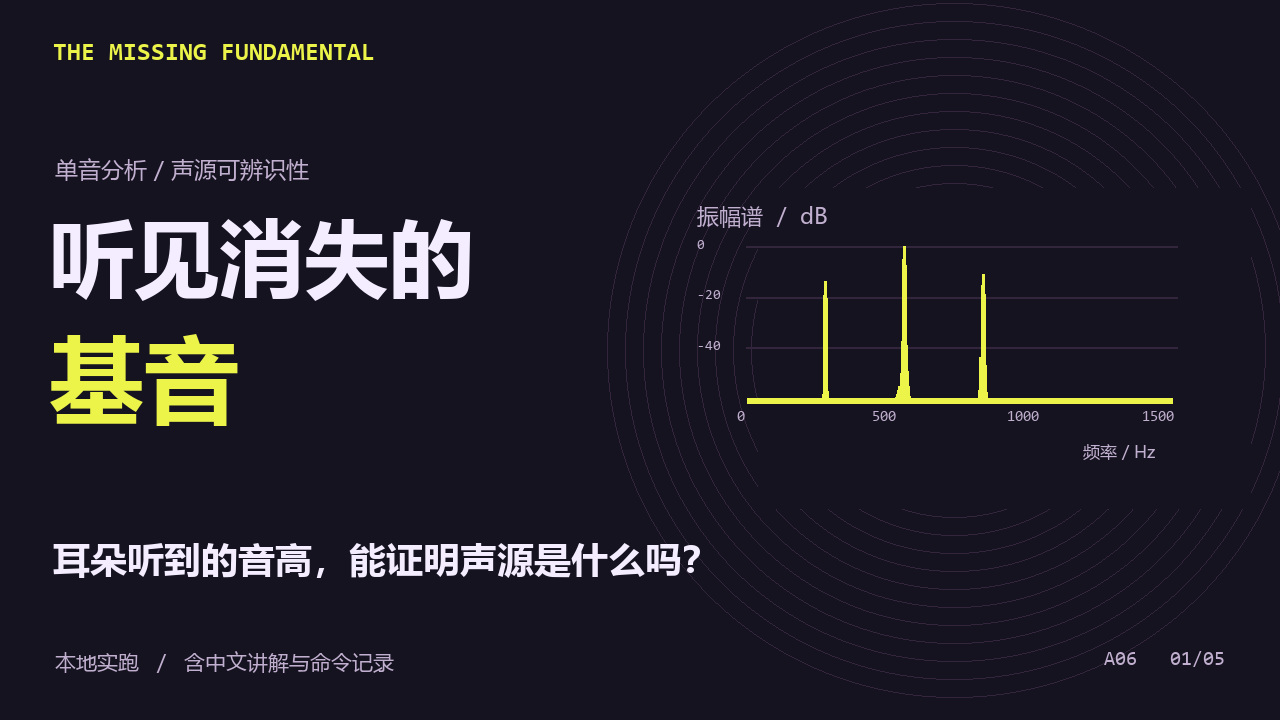 THE MISSING FUNDAMENTAL
单音分析 / 声源可辨识性
听见消失的
基音
振幅谱 / dB
0
-20
-40
0 500 1000 1500
频率 / Hz
耳朵听到的音高，能证明声源是什么吗？
本地实跑 / 含中文讲解与命令记录
A06 01/05